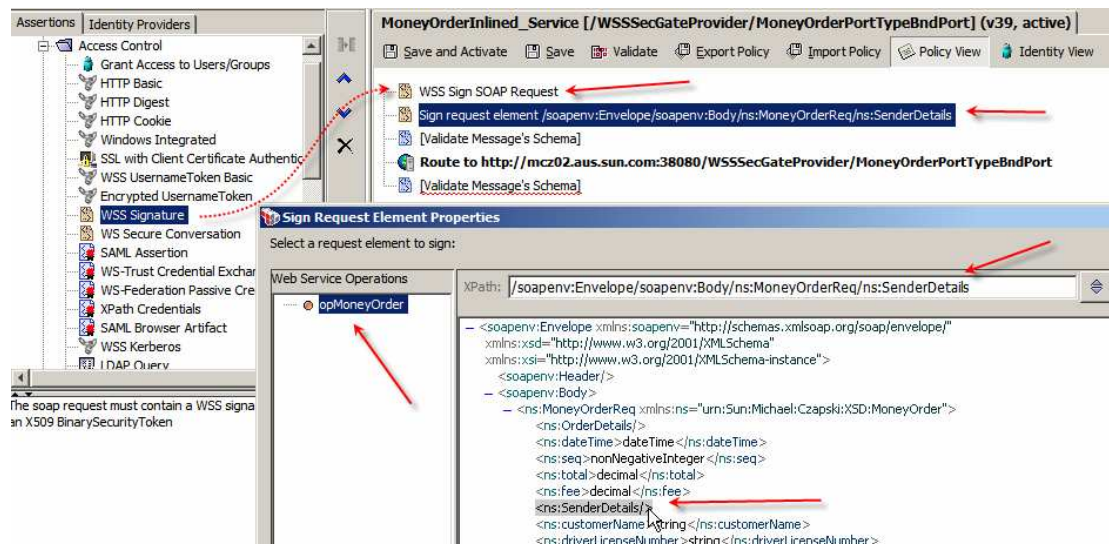 Assertions Identity Providers
Access Control
Grant Access to Users/Groups
HTTP Basic
HTTP Digest
HTTP Cookie
Windows Integrated
SSL with Client Certificate Authentic
WSS UsernameToken Basic
Encrypted UsernameToken
WSS Signature
WS Secure Conversation
SAML Assertion
WS-Trust Credential Exchar
WS-Federation Passive Cre
XPath Credentials
SAML Browser Artifact
WSS Kerberos
LDAP Query
The soap request must contain a WSS signa
an X509 BinarySecurityToken
MoneyOrderInlined_Service [/WSSSecGateProvider/MoneyOrderPortTypeBndPort] (v39, active)
Save and Activate Save Validate Export Policy Import Policy Policy View Identity View
WSS Sign SOAP Request
Sign request element /soapenv:Envelope/soapenv:Body/ns:MoneyOrderReq/ns:SenderDetails
[Validate Message's Schema]
Route to http://mcz02.aus.sun.com:38080/WSSSecGateProvider/MoneyOrderPortTypeBndPort
[Validate Message's Schema]
Sign Request Element Properties
Select a request element to sign:
Web Service Operations
opMoneyOrder
XPath: /soapenv:Envelope/soapenv:Body/ns:MoneyOrderReq/ns:SenderDetails
– <soapenv:Envelope xmlns:soapenv="http://schemas.xmlsoap.org/soap/envelope/"
xmlns:xsd="http://www.w3.org/2001/XMLSchema"
xmlns:xsi="http://www.w3.org/2001/XMLSchema-instance">
<soapenv:Header/>
– <soapenv:Body>
– <ns:MoneyOrderReq xmlns:ns="urn:Sun:Michael:Czapski:XSD:MoneyOrder">
<ns:OrderDetails/>
<ns:dateTime>dateTime</ns:dateTime>
<ns:seq>nonNegativeInteger</ns:seq>
<ns:total>decimal</ns:total>
<ns:fee>decimal</ns:fee>
<ns:SenderDetails/>
<ns:customerName>string</ns:customerName>
<ns:driverLicenseNumber>string</ns:driverLicenseNumber>